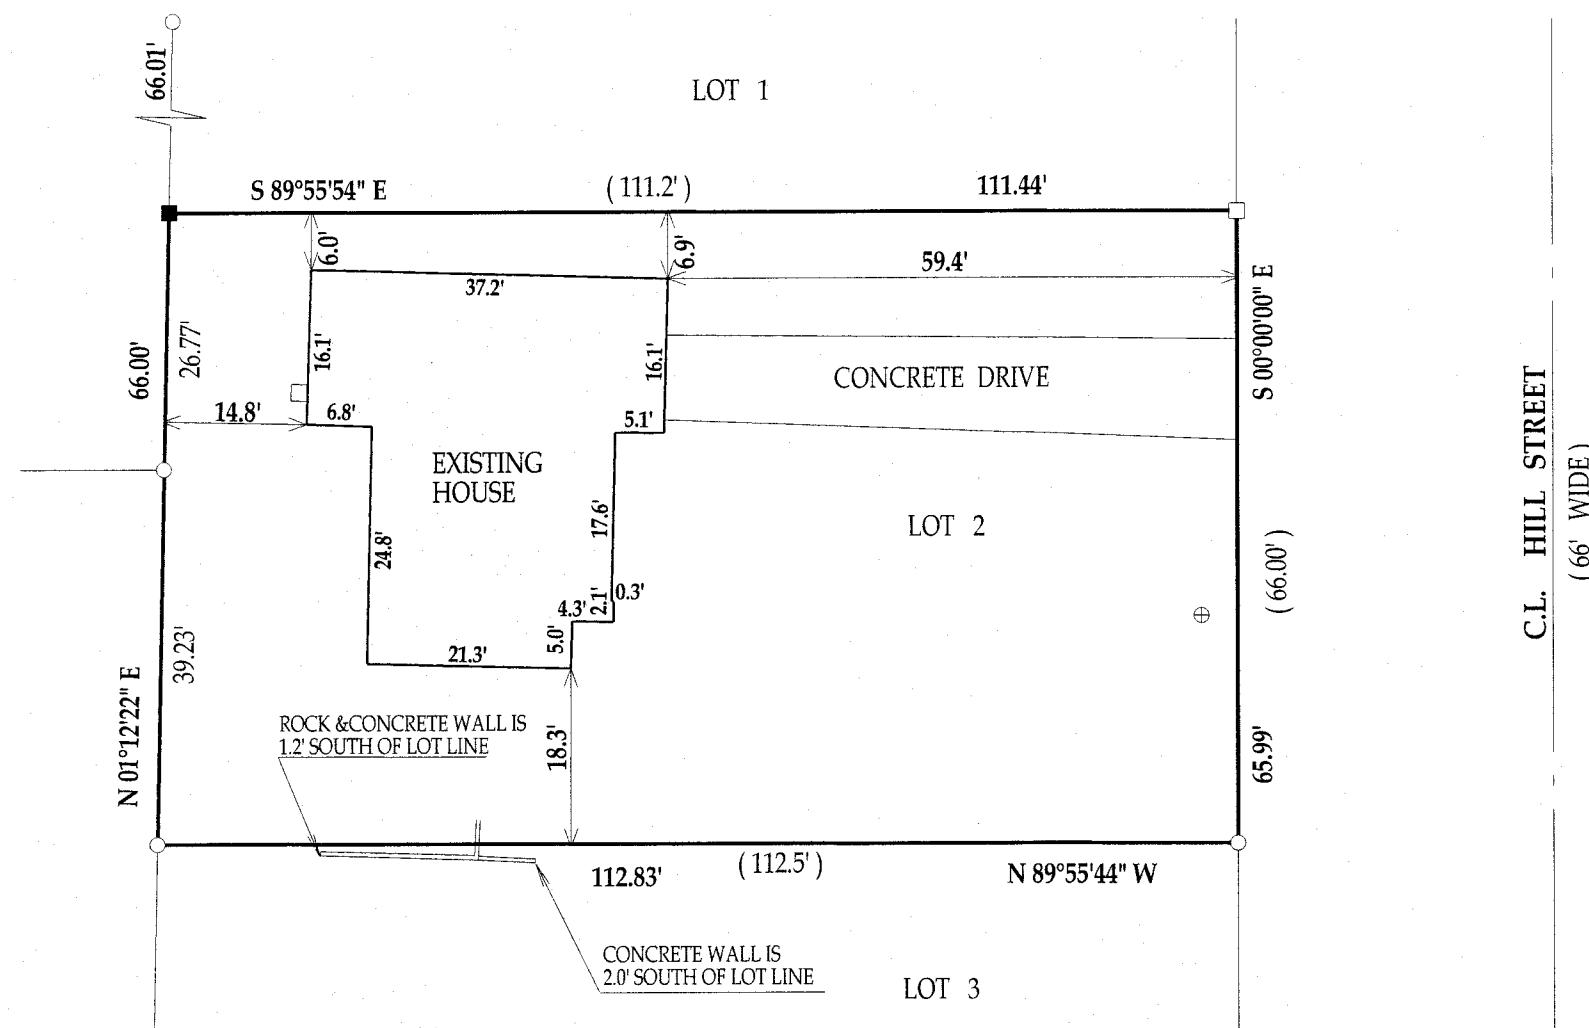 66.01'
LOT 1
S 89°55'54" E
( 111.2' )
111.44'
6.0'
6.9'
59.4'
37.2'
S 00°00'00" E
66.00'
26.77'
16.1'
16.1'
CONCRETE DRIVE
14.8'
6.8'
5.1'
EXISTING
HOUSE
17.6'
LOT 2
24.8'
C.L. HILL STREET
( 66' WIDE )
( 66.00' )
0.3'
2.1'
4.3'
5.0'
21.3'
39.23'
N 01°12'22" E
ROCK &CONCRETE WALL IS
1.2' SOUTH OF LOT LINE
18.3'
65.99'
112.83'
( 112.5' )
N 89°55'44" W
CONCRETE WALL IS
2.0' SOUTH OF LOT LINE
LOT 3